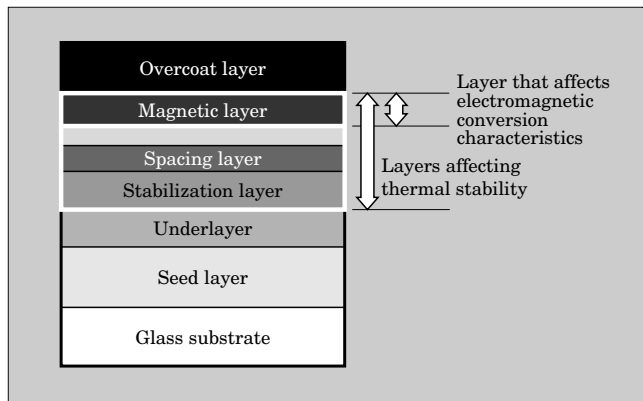 Overcoat layer
Magnetic layer
Spacing layer
Stabilization layer
Underlayer
Seed layer
Glass substrate
Layer that affects
electromagnetic
conversion
characteristics
Layers affecting
thermal stability